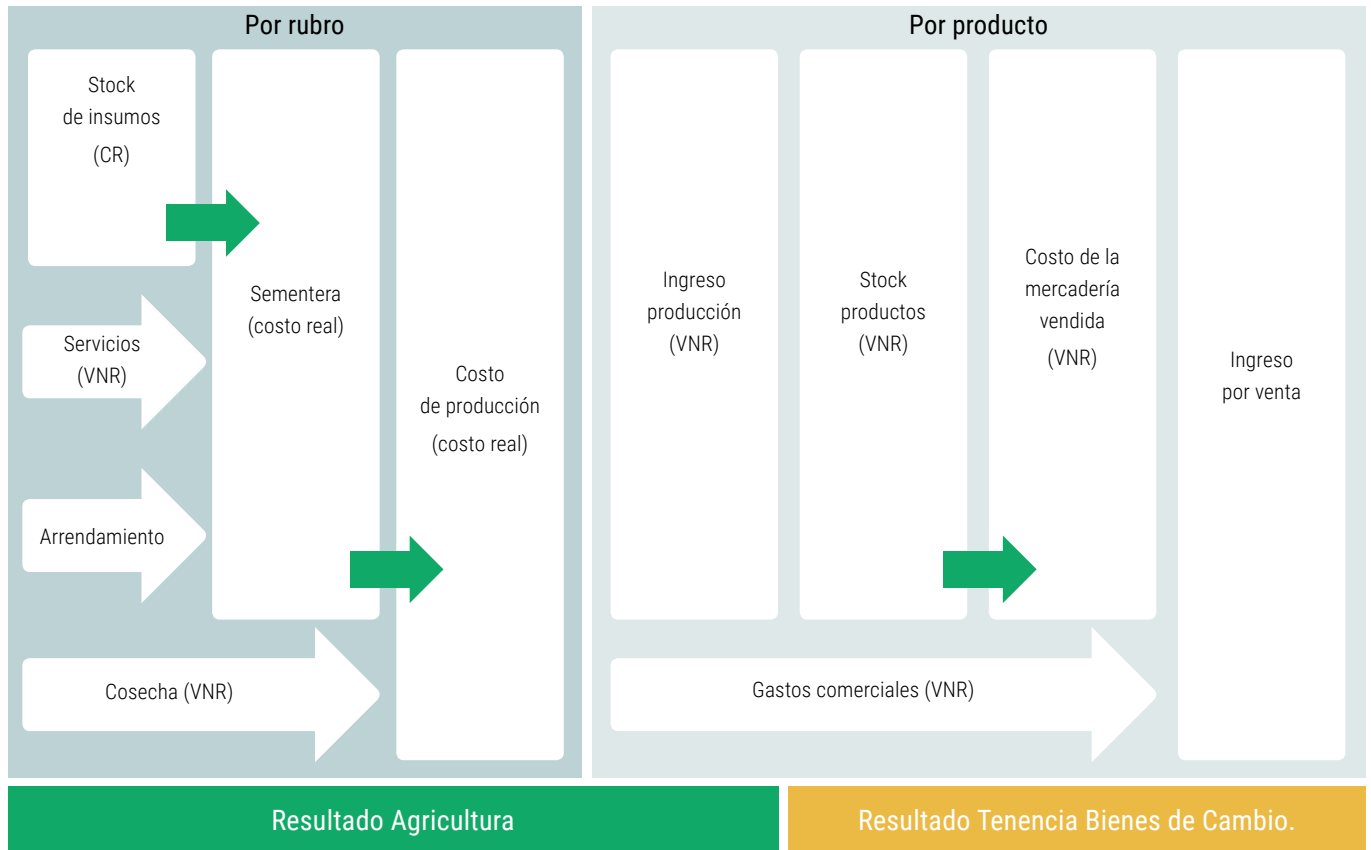 Por rubro
Stock
de insumos
(CR)
Servicios
(VNR)
Arrendamiento
Cosecha (VNR)
Sementera
(costo real)
Costo
de producción
(costo real)
Por producto
Ingreso
producción
(VNR)
Stock
productos
(VNR)
Costo de la
mercadería
vendida
(VNR)
Ingreso
por venta
Gastos comerciales (VNR)
Resultado Agricultura
Resultado Tenencia Bienes de Cambio.